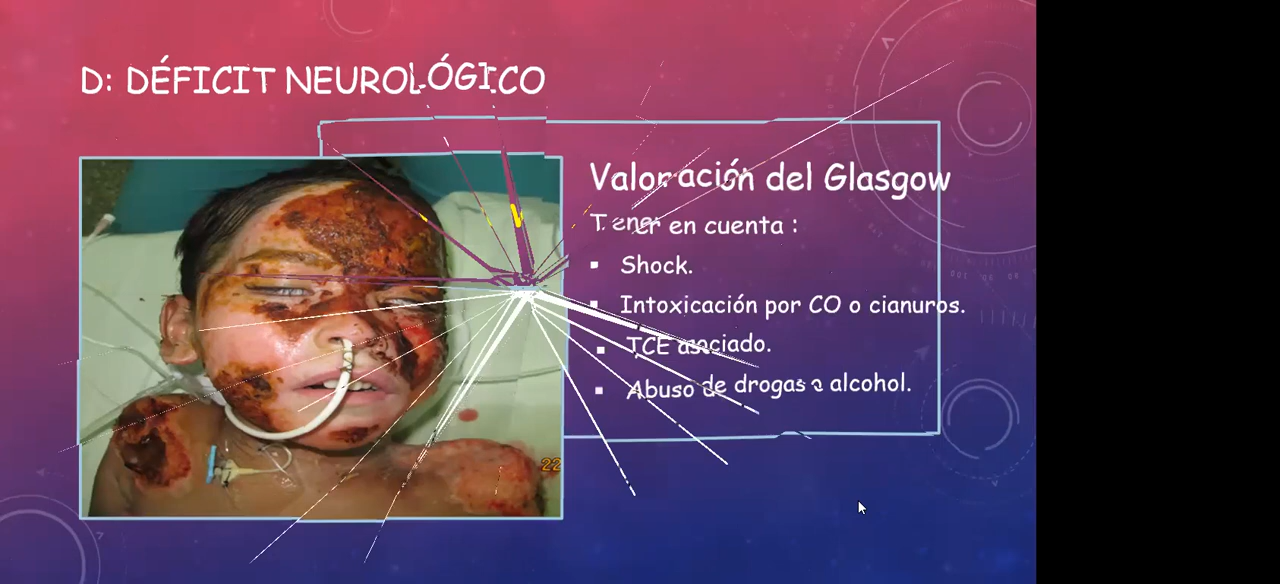 D: DÉFICIT NEUROLÓGICO
Valoración del Glasgow
Tener en cuenta :
▪ Shock.
▪ Intoxicación por CO o cianuros.
▪ TCE asociado.
▪ Abuso de drogas o alcohol.
22